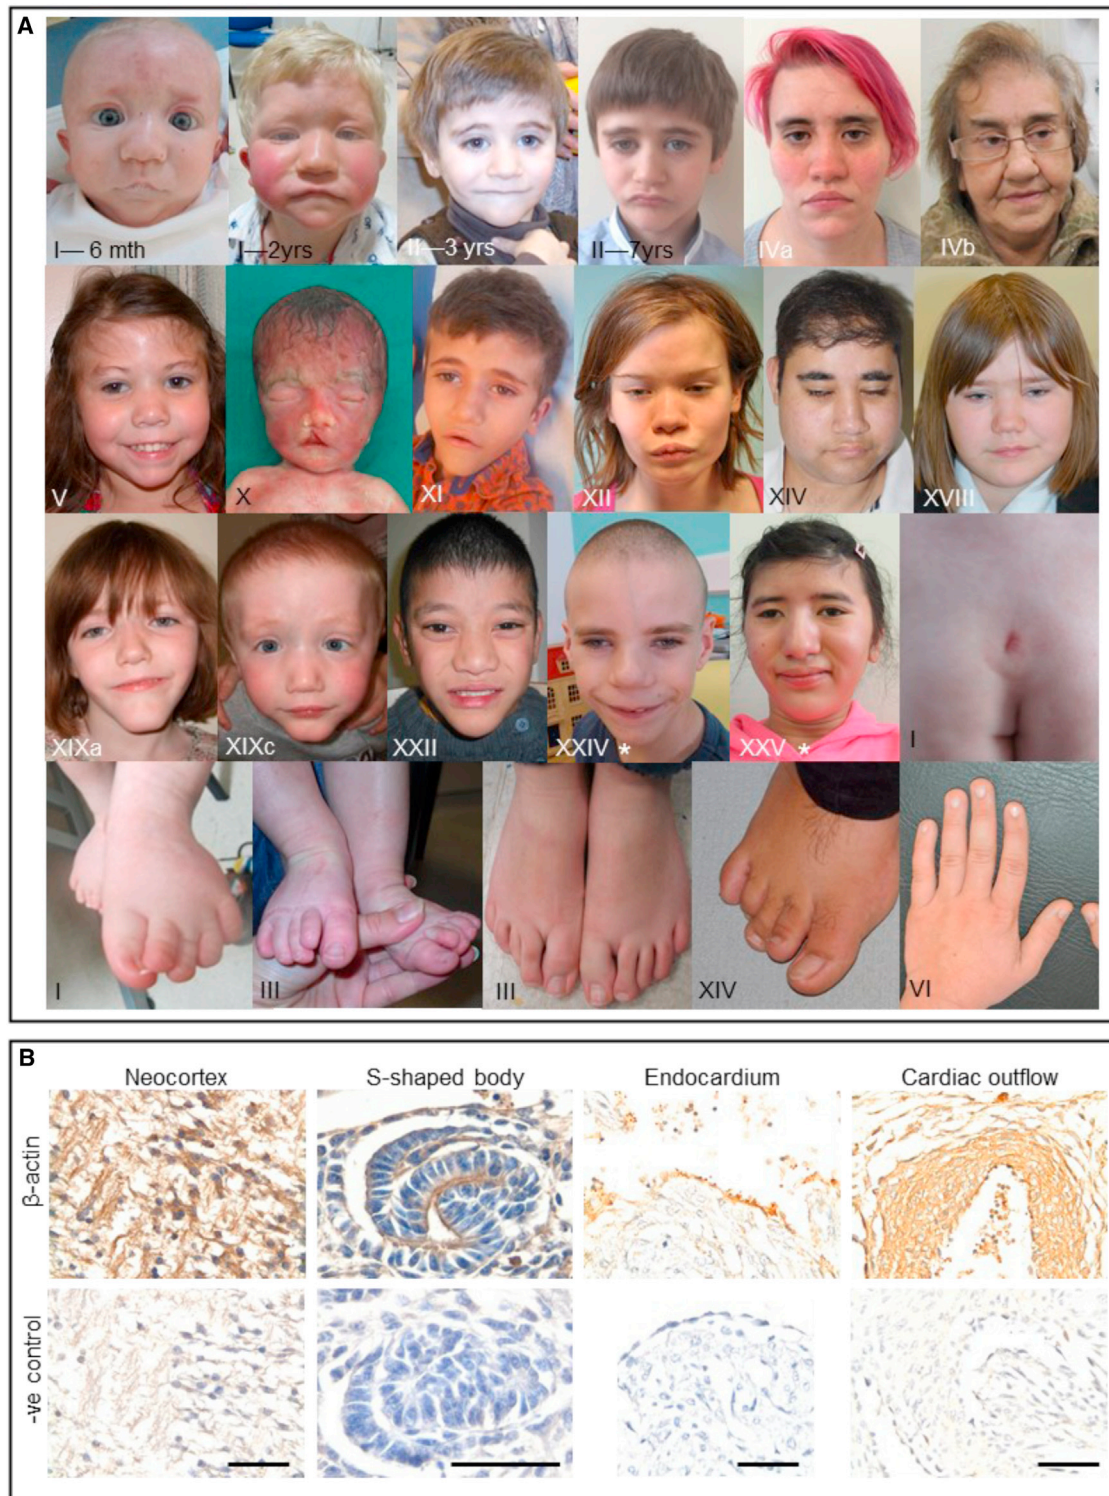 A
I— 6 mth
I—2yrs
II—3 yrs
II—7yrs
IVa
IVb
V
X
XI
XII
XIV
XVIII
XIXa
XIXc
XXII
XXIV *
XXV *
I
I
III
III
XIV
VI
B
Neocortex
S-shaped body
Endocardium
Cardiac outflow
β-actin
-ve control